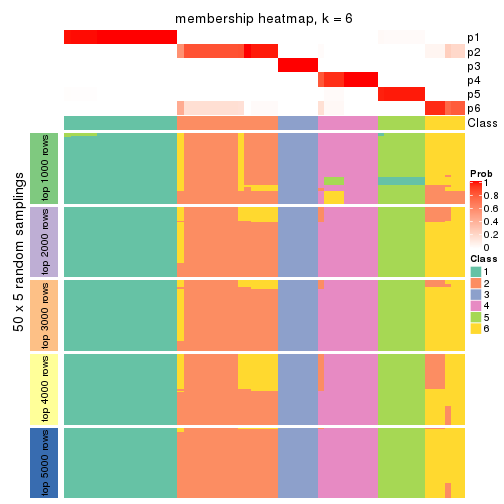 membership heatmap, k = 6
p1
p2
p3
p4
p5
p6
Class
50 x 5 random samplings
top 1000 rows
top 2000 rows
top 3000 rows
top 4000 rows
top 5000 rows
Prob
1
0.8
0.6
0.4
0.2
0
Class
1
2
3
4
5
6